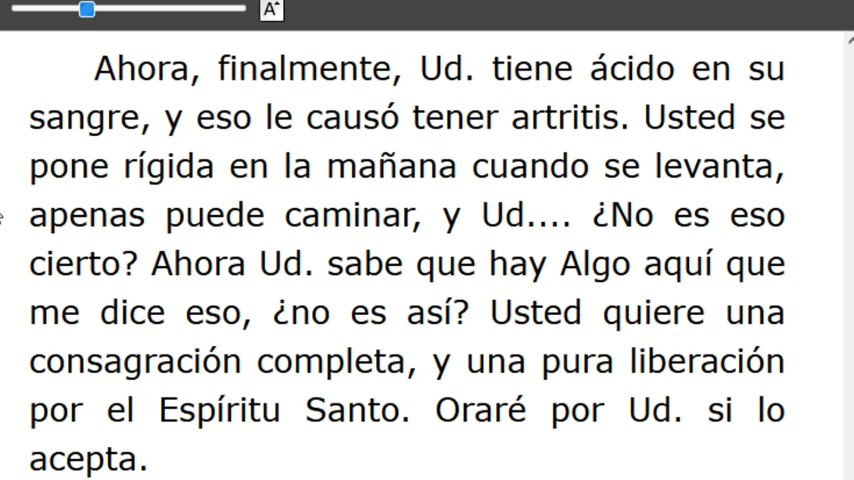 A
Ahora, finalmente, Ud. tiene ácido en su
sangre, y eso le causó tener artritis. Usted se
pone rígida en la mañana cuando se levanta,
apenas puede caminar, y Ud.... ¿No es eso
cierto? Ahora Ud. sabe que hay Algo aquí que
me dice eso, ¿no es así? Usted quiere una
consagración completa, y una pura liberación
por el Espíritu Santo. Oraré por Ud. si lo
acepta.